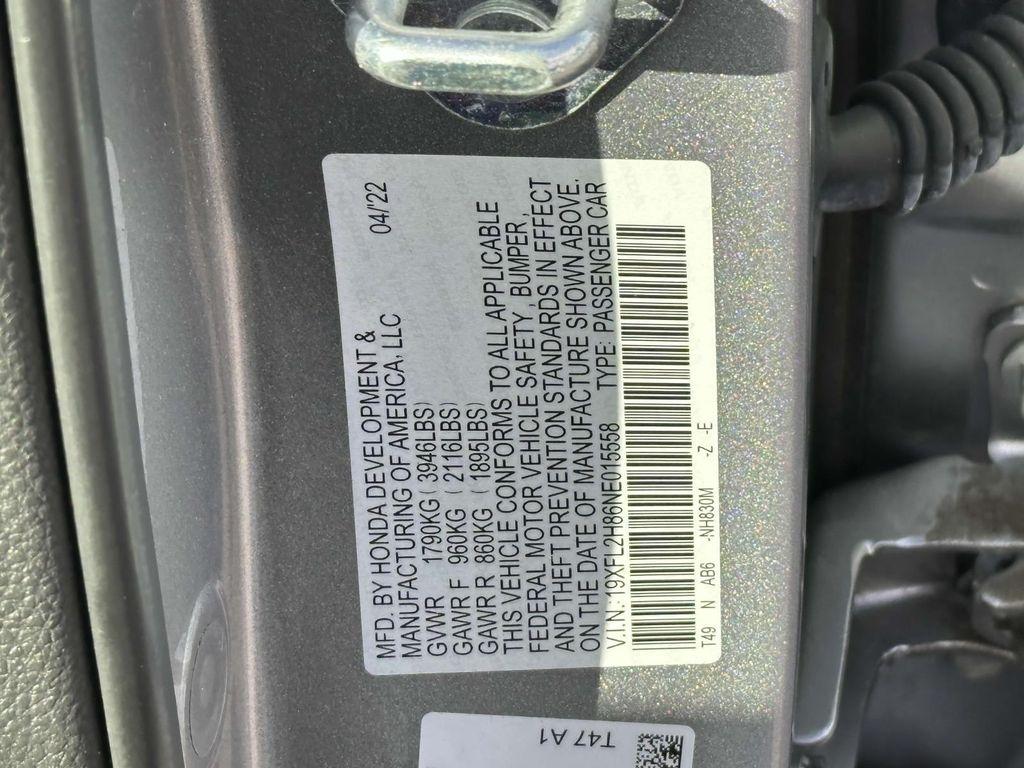 MFD. BY HONDA DEVELOPMENT &
MANUFACTURING OF AMERICA, LLC 04/'22
GVWR 1790KG ( 3946LBS)
GAWR F 960KG ( 2116LBS)
GAWR R 860KG ( 1895LBS)
THIS VEHICLE CONFORMS TO ALL APPLICABLE
FEDERAL MOTOR VEHICLE SAFETY, BUMPER,
AND THEFT PREVENTION STANDARDS IN EFFECT
ON THE DATE OF MANUFACTURE SHOWN ABOVE.
V.I.N.: 19XFL2H86NE015558 TYPE: PASSENGER CAR
T49 N AB6 -NH830M -Z -E
T47 A1